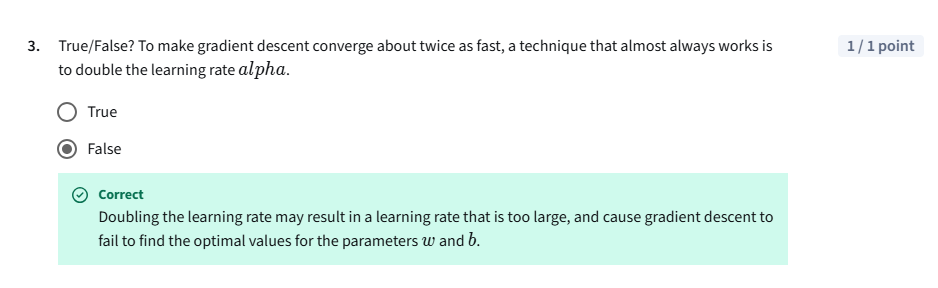 3. True/False? To make gradient descent converge about twice as fast, a technique that almost always works is 1 / 1 point
to double the learning rate alpha.
True
False
Correct
Doubling the learning rate may result in a learning rate that is too large, and cause gradient descent to
fail to find the optimal values for the parameters w and b.